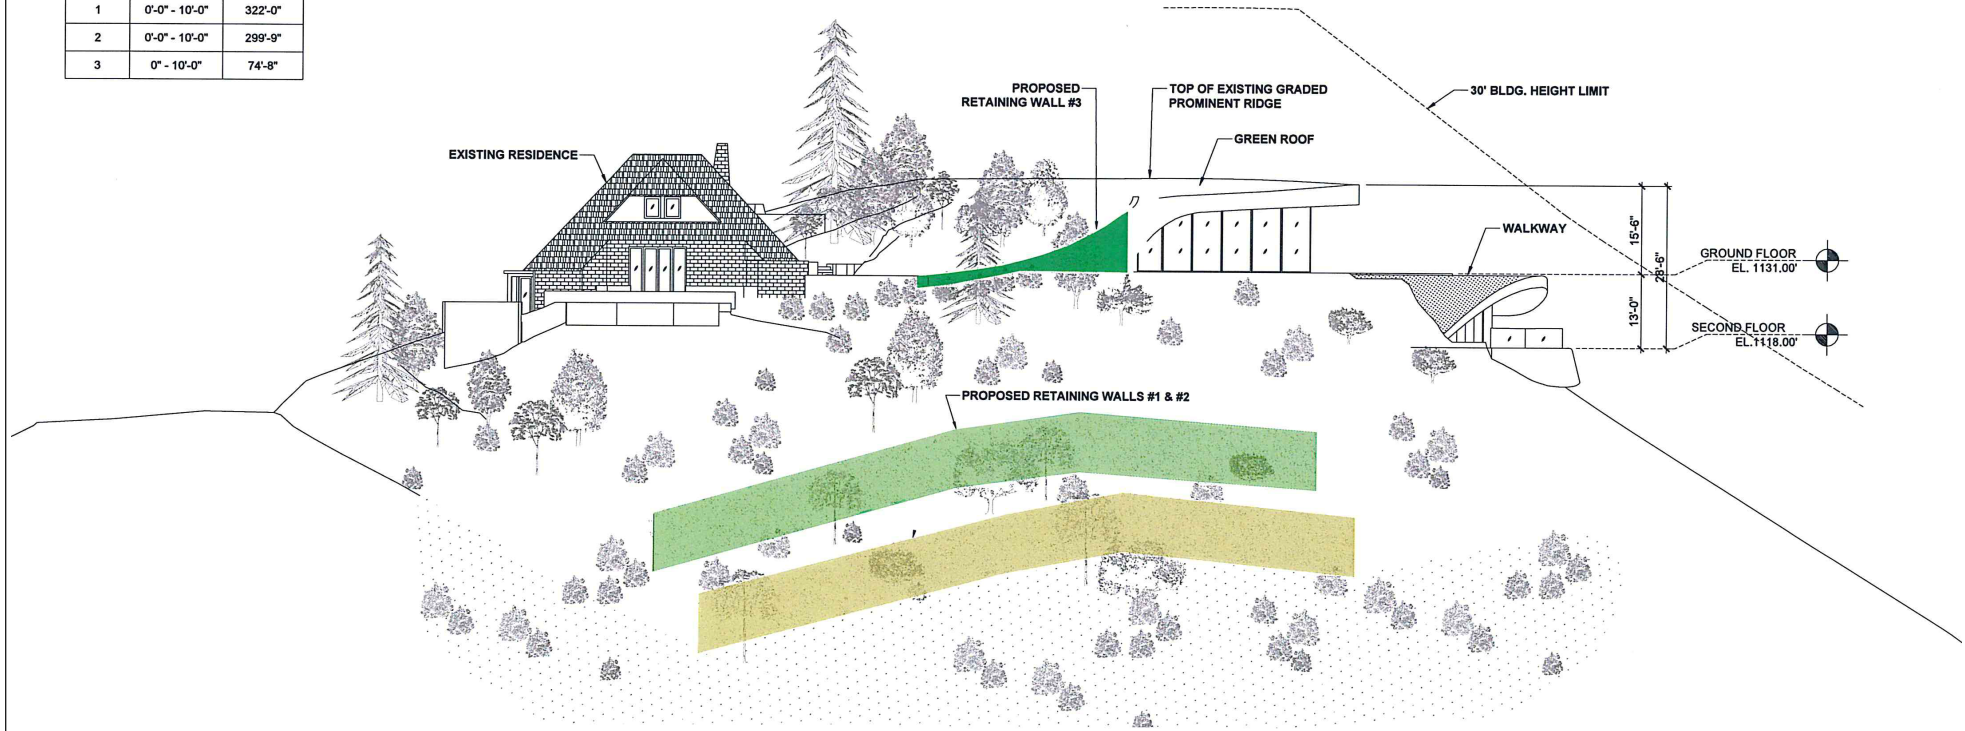 1 0'-0" - 10'-0" 322'-0"
2 0'-0" - 10'-0" 299'-9"
3 0" - 10'-0" 74'-8"
PROPOSED
RETAINING WALL #3
TOP OF EXISTING GRADED
PROMINENT RIDGE
30' BLDG. HEIGHT LIMIT
GREEN ROOF
EXISTING RESIDENCE
WALKWAY
15'-6"
28'-6"
13'-0"
GROUND FLOOR
EL. 1131.00'
SECOND FLOOR
EL.1118.00'
PROPOSED RETAINING WALLS #1 & #2